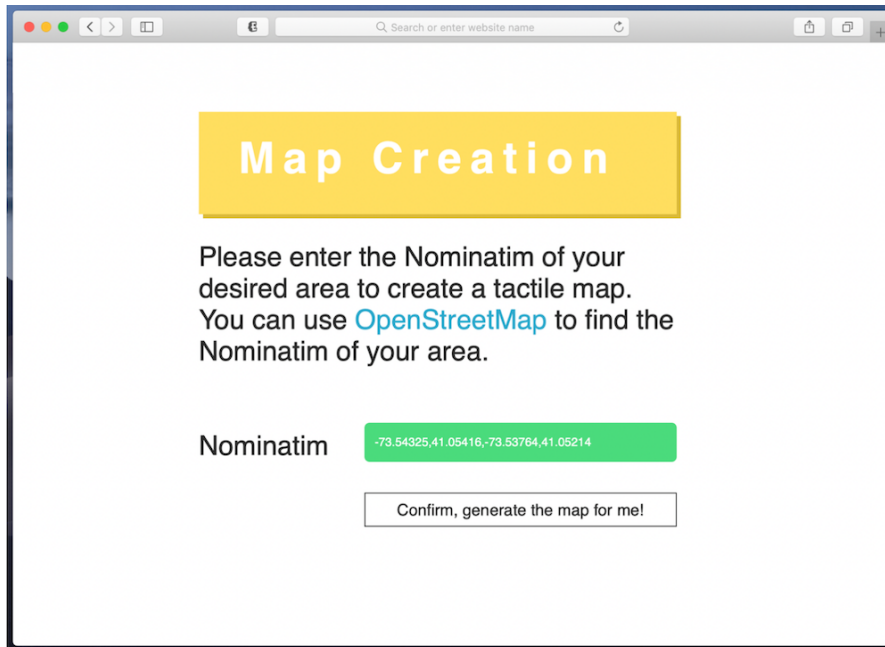 Search or enter website name
Map Creation
Please enter the Nominatim of your
desired area to create a tactile map.
You can use OpenStreetMap to find the
Nominatim of your area.
Nominatim
-73.54325,41.05416,-73.53764,41.05214
Confirm, generate the map for me!